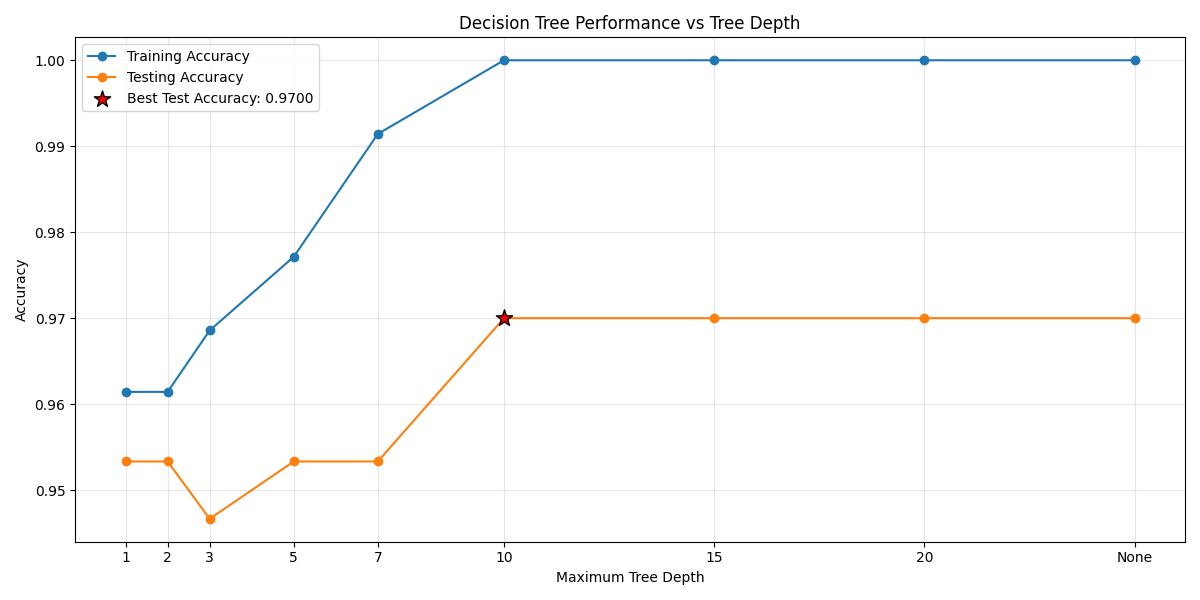 Decision Tree Performance vs Tree Depth
Training Accuracy
Testing Accuracy
Best Test Accuracy: 0.9700
1.00
0.99
0.98
0.97
0.96
0.95
Accuracy
1 2 3 5 7 10 15 20 None
Maximum Tree Depth